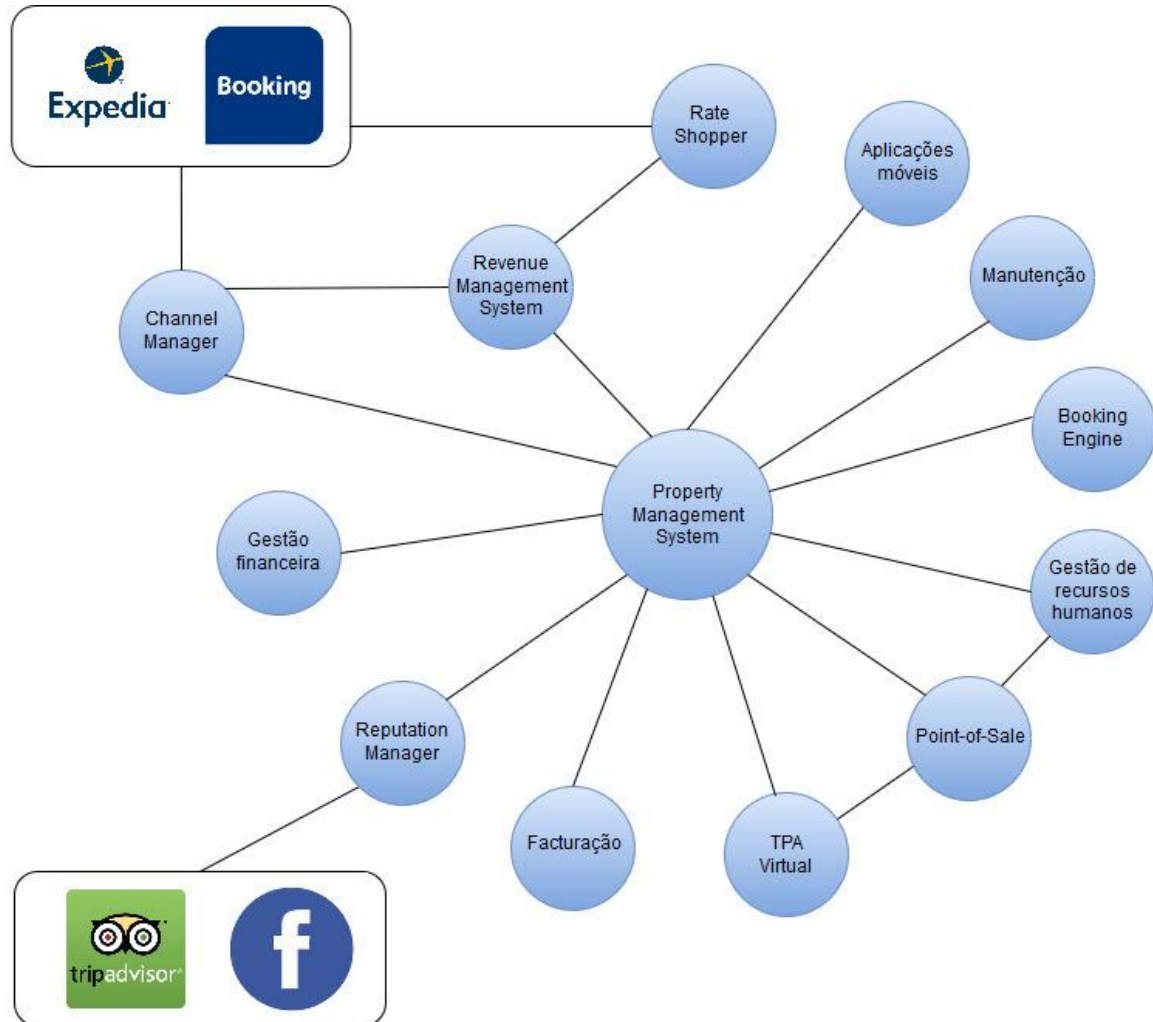 Expedia
Booking
Rate
Shopper
Aplicações
móveis
Revenue
Management
System
Manutenção
Channel
Manager
Booking
Engine
Property
Management
System
Gestão
financeira
Gestão de
recursos
humanos
Reputation
Manager
Point-of-Sale
Facturação
TPA
Virtual
tripadvisor
f